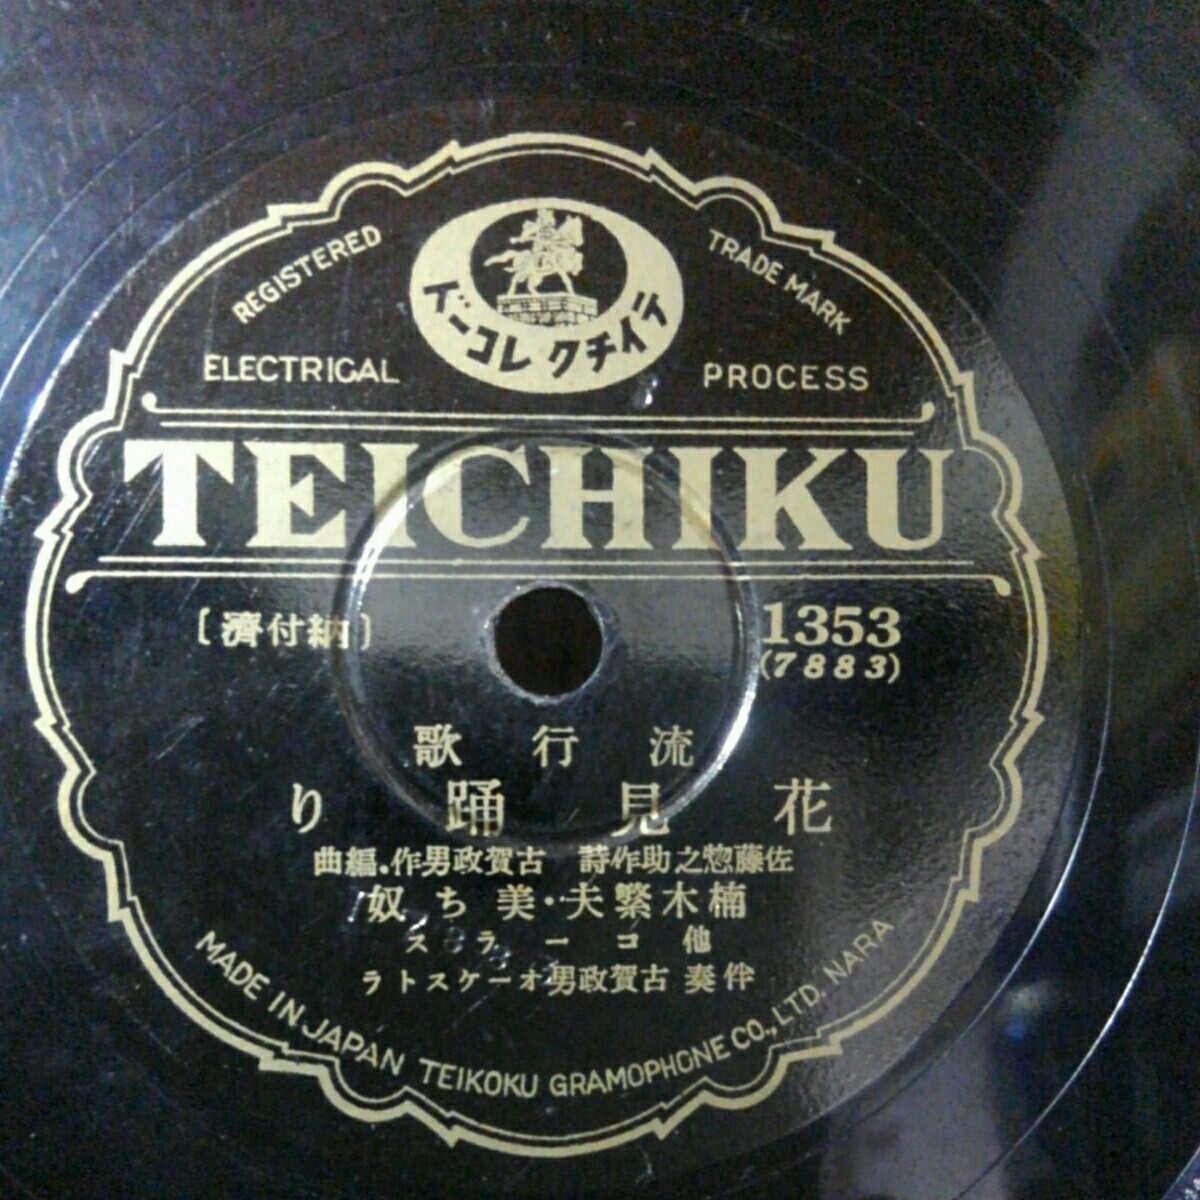 REGISTERED TRADE MARK
テイチクレコード
ELECTRICAL PROCESS
TEICHIKU
1353
(7883)
〔納付濟〕
流行歌
花見踊り
佐藤惣之助作詩 古賀政男作・編曲
楠木繁夫・美ち奴
他コーラス
伴奏 古賀政男オーケストラ
MADE IN JAPAN TEIKOKU GRAMOPHONE CO., LTD. NARA